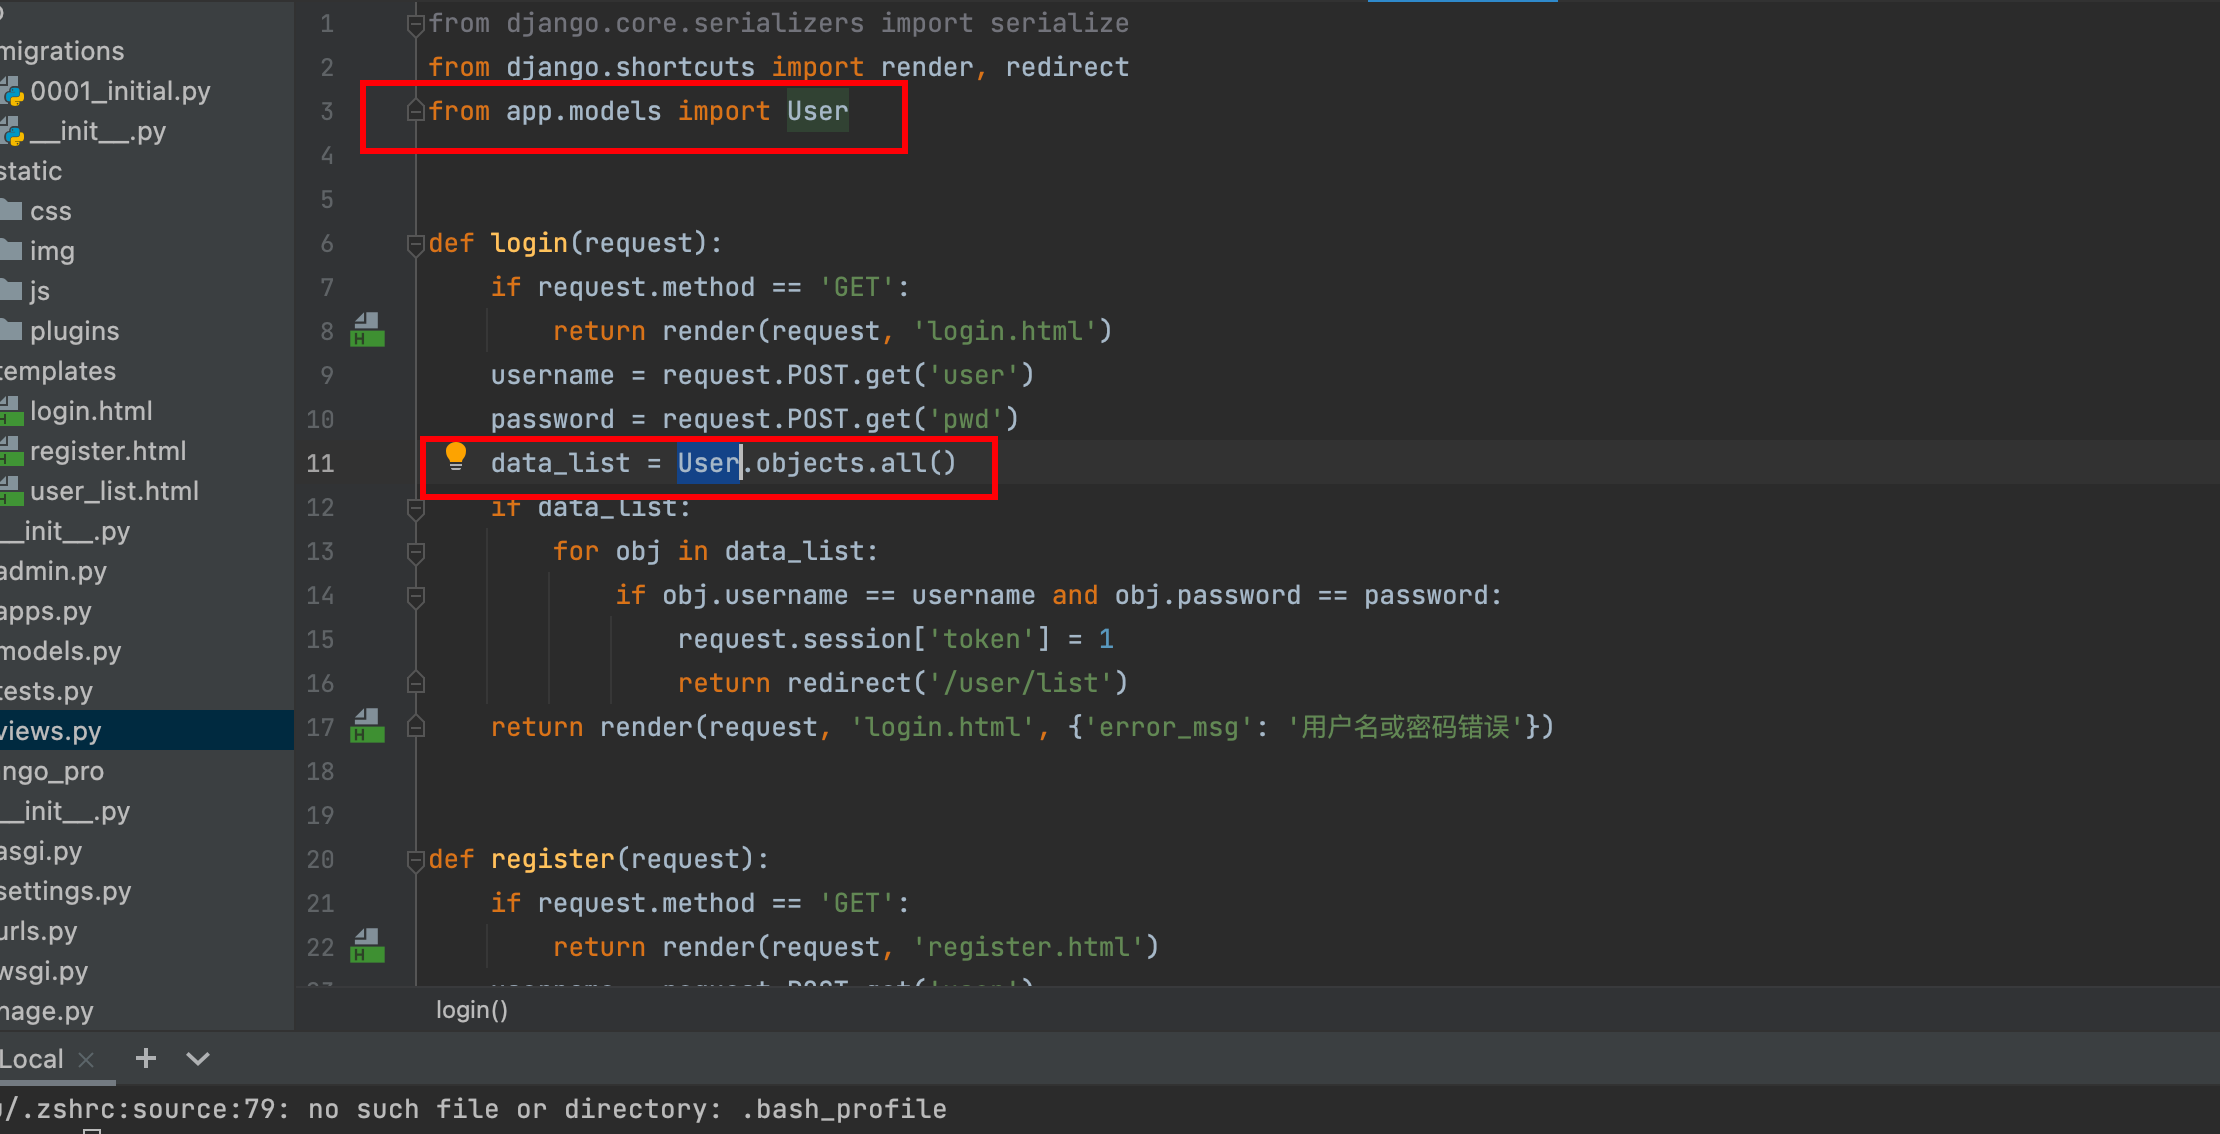 migrations
0001_initial.py
__init__.py
static
css
img
js
plugins
templates
login.html
register.html
user_list.html
__init__.py
admin.py
apps.py
models.py
tests.py
views.py
ngo_pro
__init__.py
asgi.py
settings.py
urls.py
wsgi.py
nage.py
1 from django.core.serializers import serialize
2 from django.shortcuts import render, redirect
3 from app.models import User
4
5
6 def login(request):
7 if request.method == 'GET':
8 return render(request, 'login.html')
9 username = request.POST.get('user')
10 password = request.POST.get('pwd')
11 data_list = User.objects.all()
12 if data_list:
13 for obj in data_list:
14 if obj.username == username and obj.password == password:
15 request.session['token'] = 1
16 return redirect('/user/list')
17 return render(request, 'login.html', {'error_msg': '用户名或密码错误'})
18
19
20 def register(request):
21 if request.method == 'GET':
22 return render(request, 'register.html')
login()
Local
/.zshrc:source:79: no such file or directory: .bash_profile